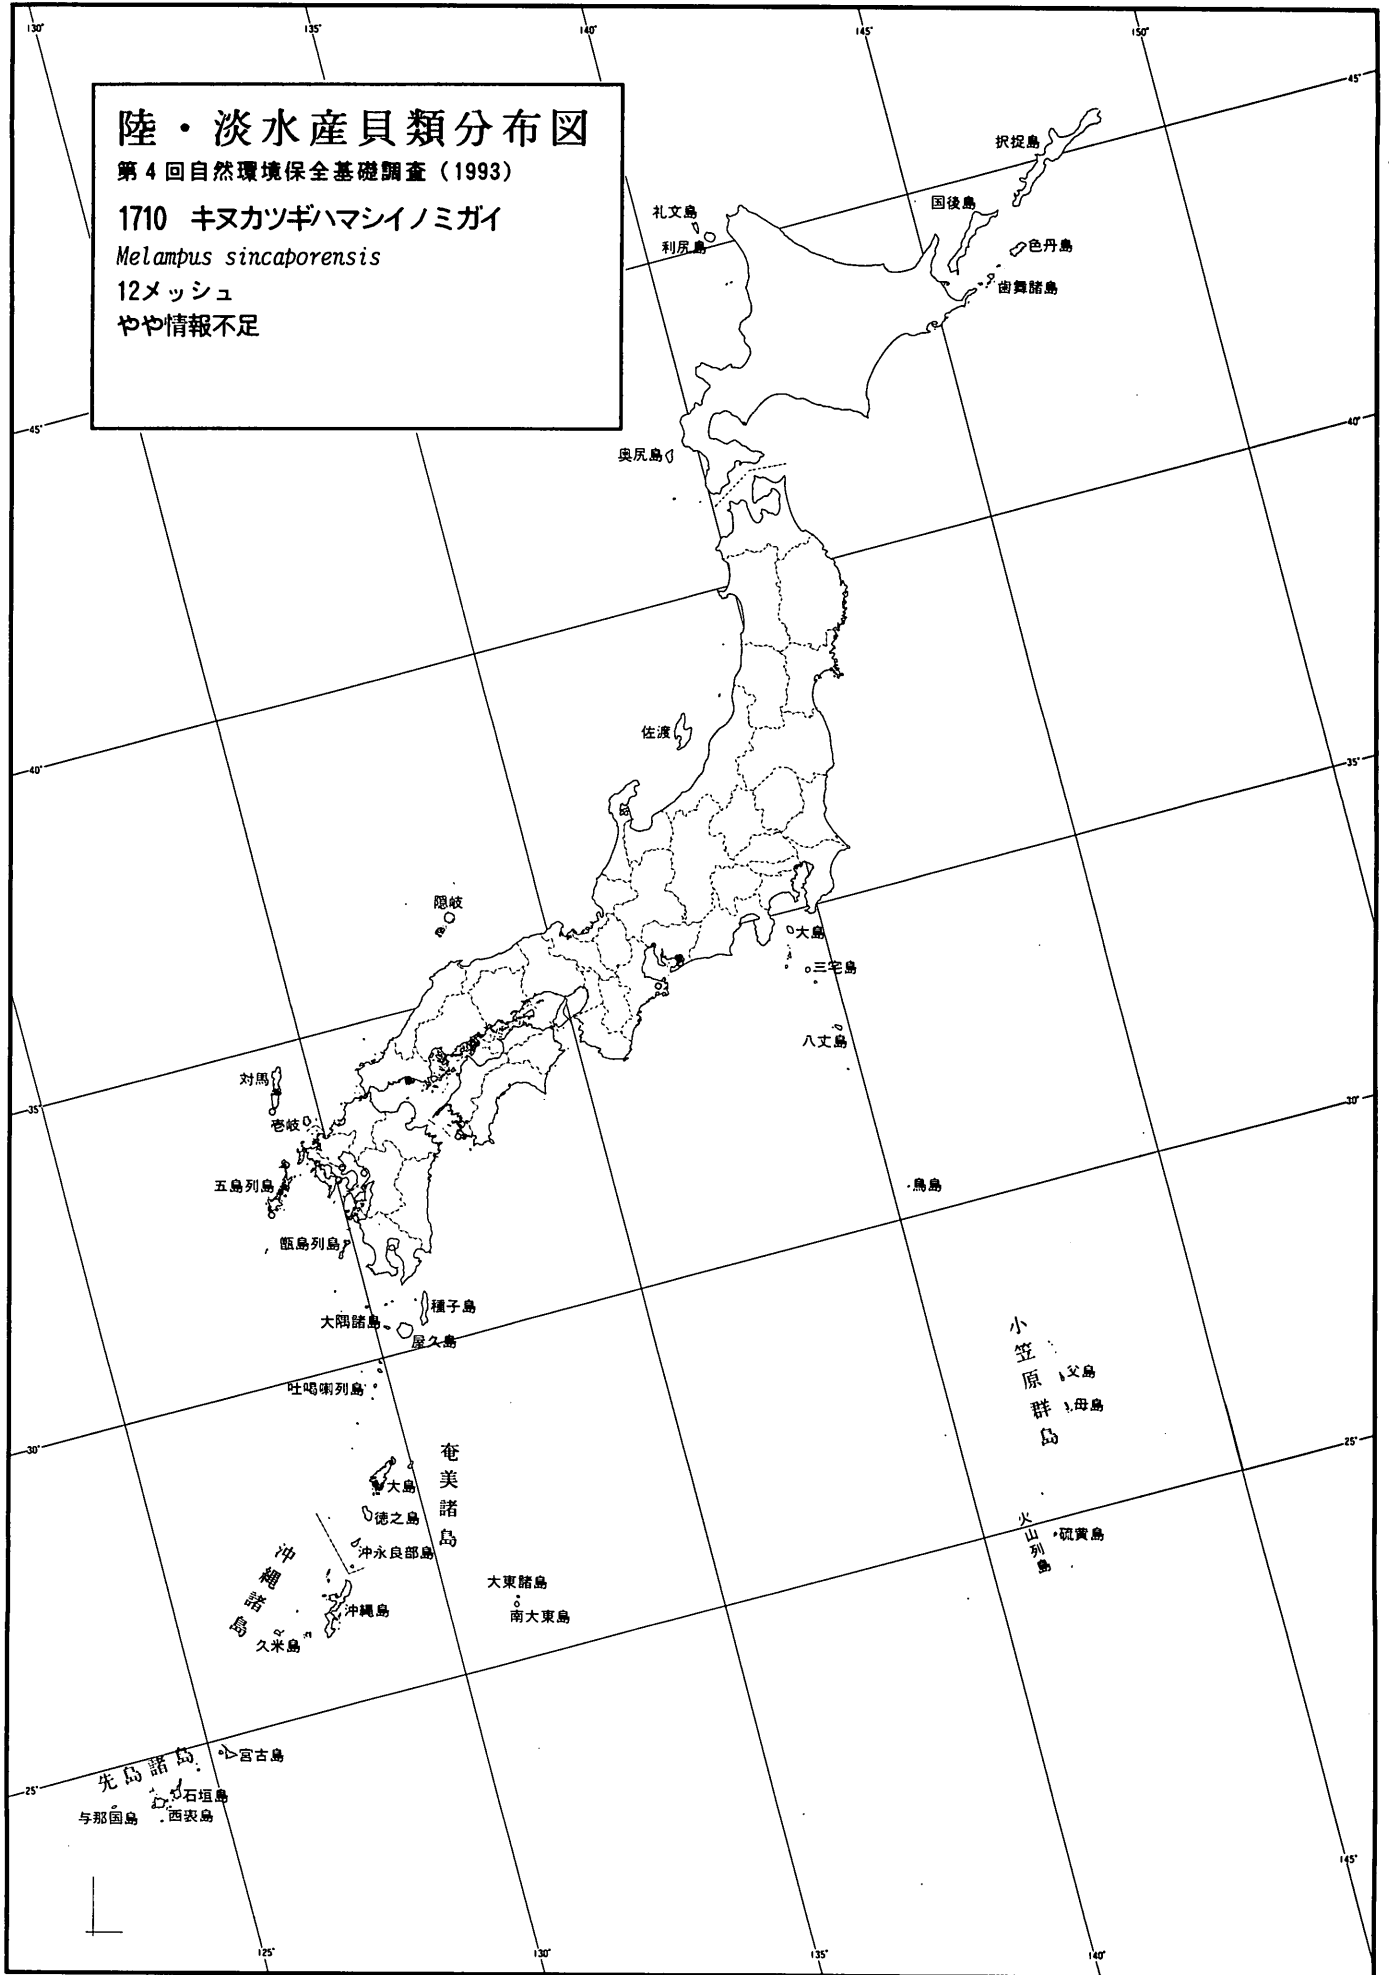 130°
135°
140°
145°
150°
45°
陸・淡水産貝類分布図
第4回自然環境保全基礎調査（1993）
1710 キヌカツギハマシイノミガイ
Melampus sincaporensis
12メッシュ
やや情報不足
択捉島
国後島
色丹島
歯舞諸島
礼文島
利尻島
45°
40°
奥尻島
佐渡
40°
35°
隠岐
大島
三宅島
八丈島
対馬
壱岐
35°
30°
五島列島
鳥島
甑島列島
種子島
大隅諸島
屋久島
吐噶喇列島
小笠原群島
父島
母島
30°
25°
奄美諸島
大島
徳之島
沖永良部島
火山列島
硫黄島
沖縄諸島
沖縄島
久米島
大東諸島
南大東島
先島諸島
宮古島
石垣島
西表島
与那国島
25°
145°
125°
130°
135°
140°